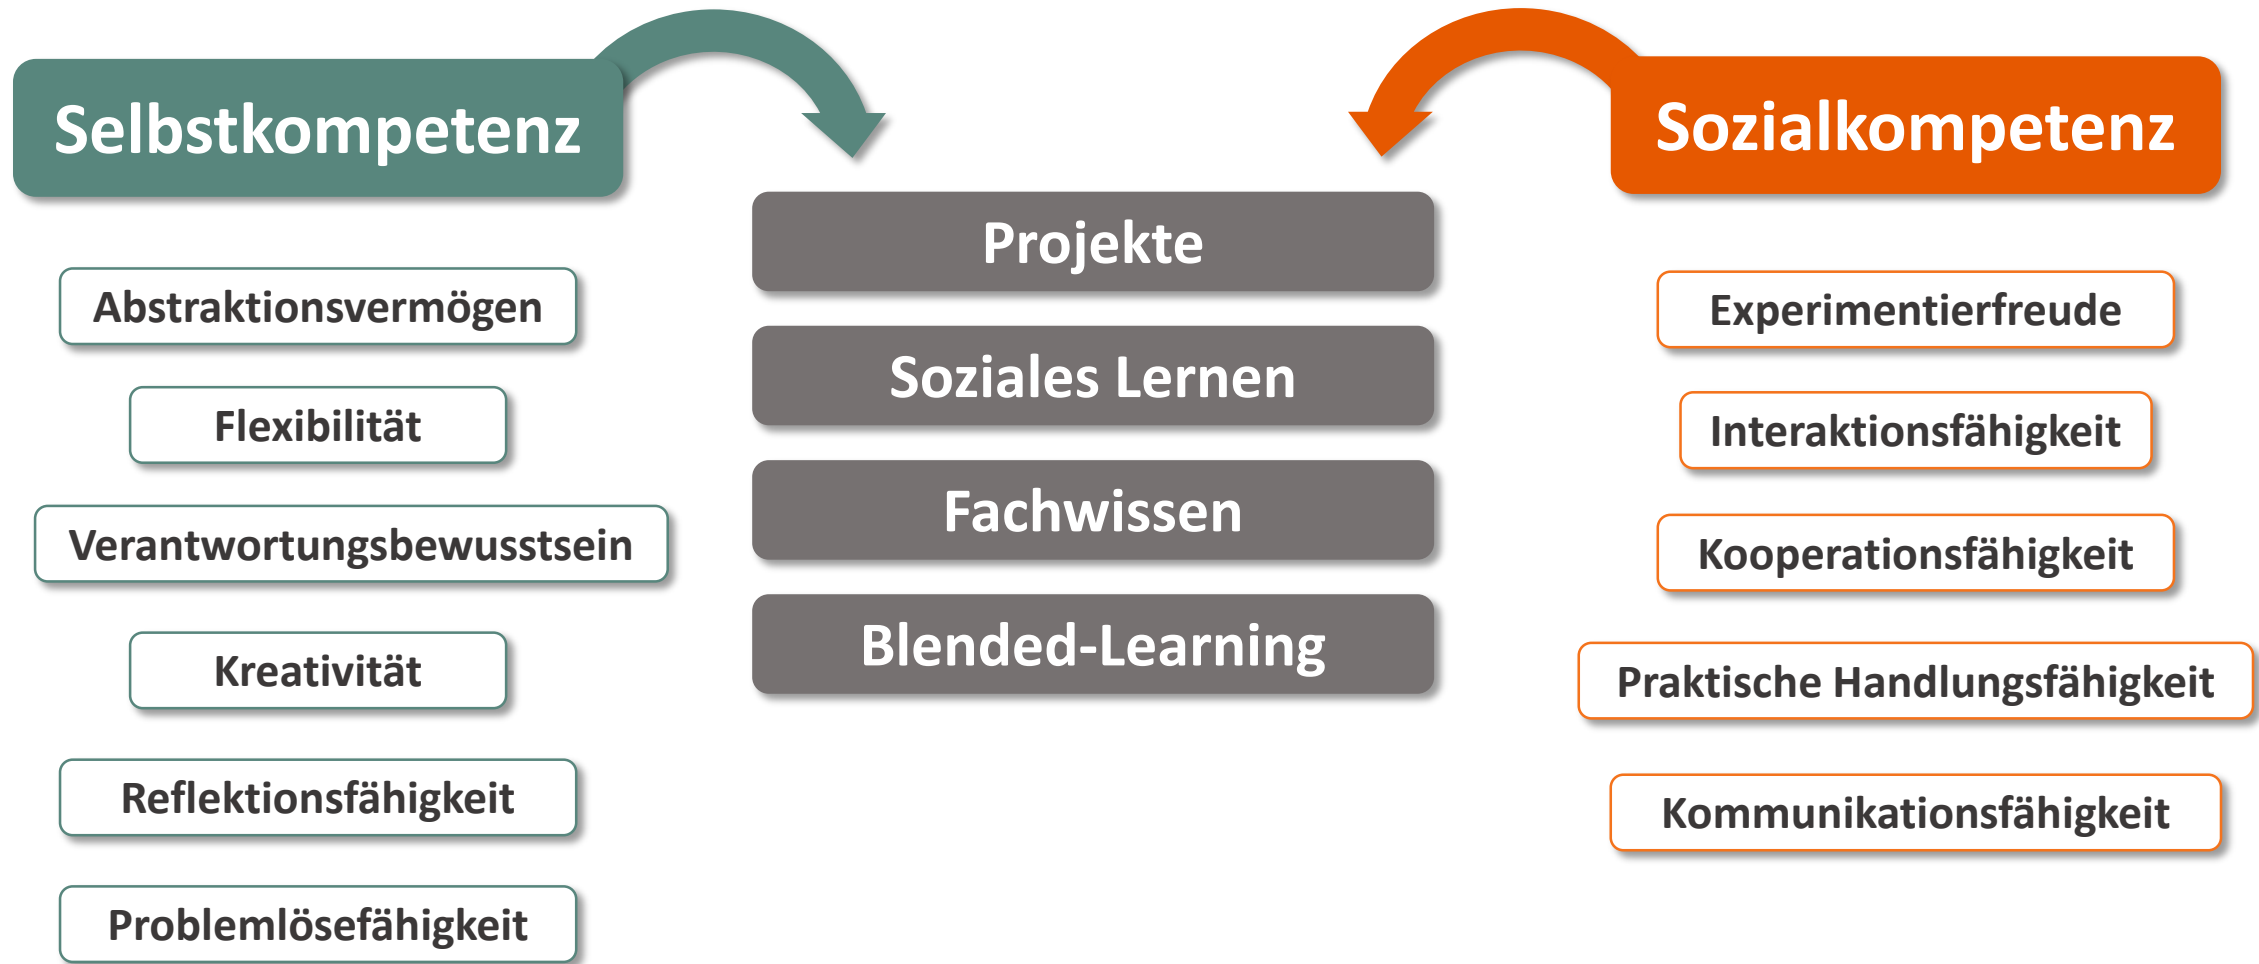 Selbstkompetenz
Abstraktionsvermögen
Flexibilität
Verantwortungsbewusstsein
Kreativität
Reflektionsfähigkeit
Problemlösefähigkeit
Projekte
Soziales Lernen
Fachwissen
Blended-Learning
Sozialkompetenz
Experimentierfreude
Interaktionsfähigkeit
Kooperationsfähigkeit
Praktische Handlungsfähigkeit
Kommunikationsfähigkeit